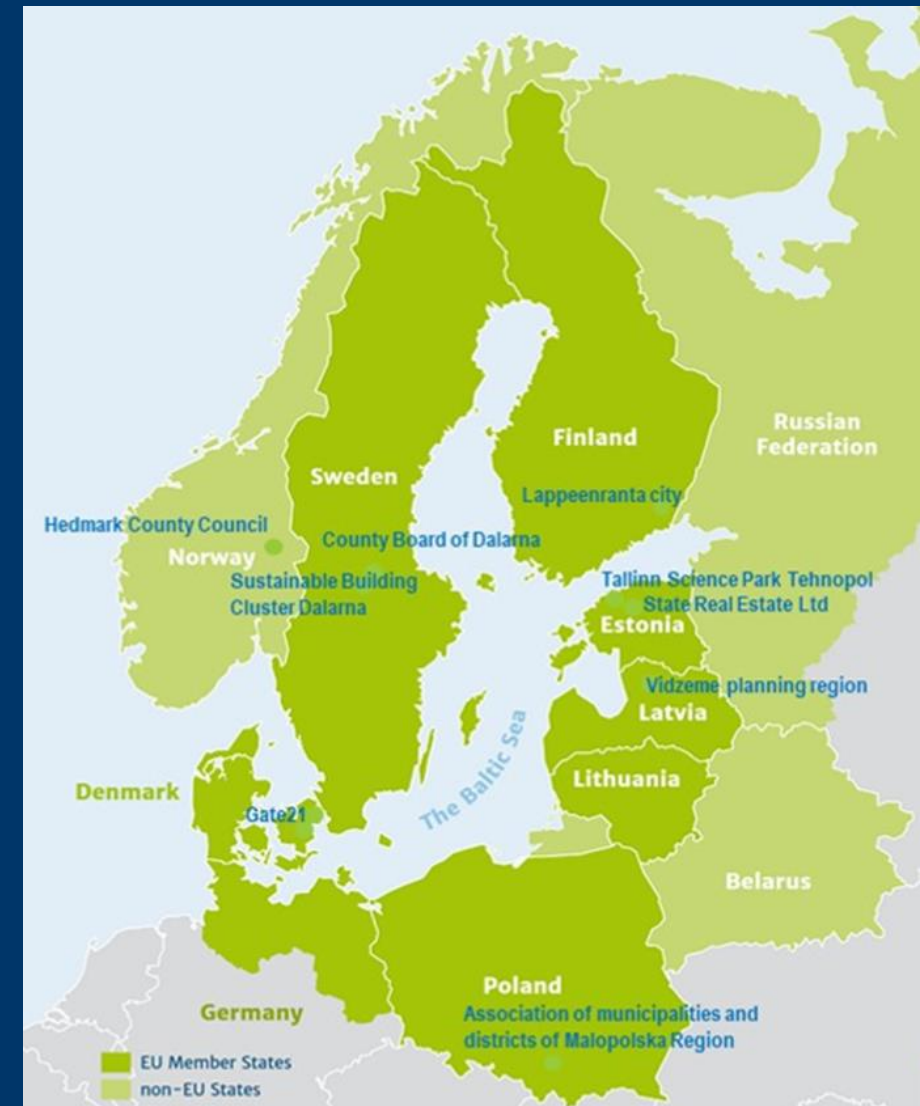 Finland
Russian
Federation
Sweden
Lappeenranta city
Hedmark County Council
County Board of Dalarna
Norway
Sustainable Building
Cluster Dalarna
Tallinn Science Park Tehnopol
State Real Estate Ltd
Estonia
Vidzeme planning region
Latvia
The Baltic Sea
Lithuania
Denmark
Gate21
Belarus
Poland
Germany
Association of municipalities and
districts of Malopolska Region
EU Member States
non-EU States